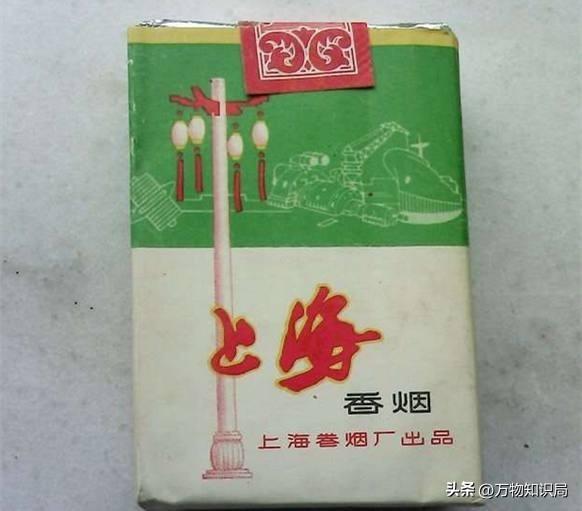 上海
香烟
上海卷烟厂出品
头条 @万物知识局